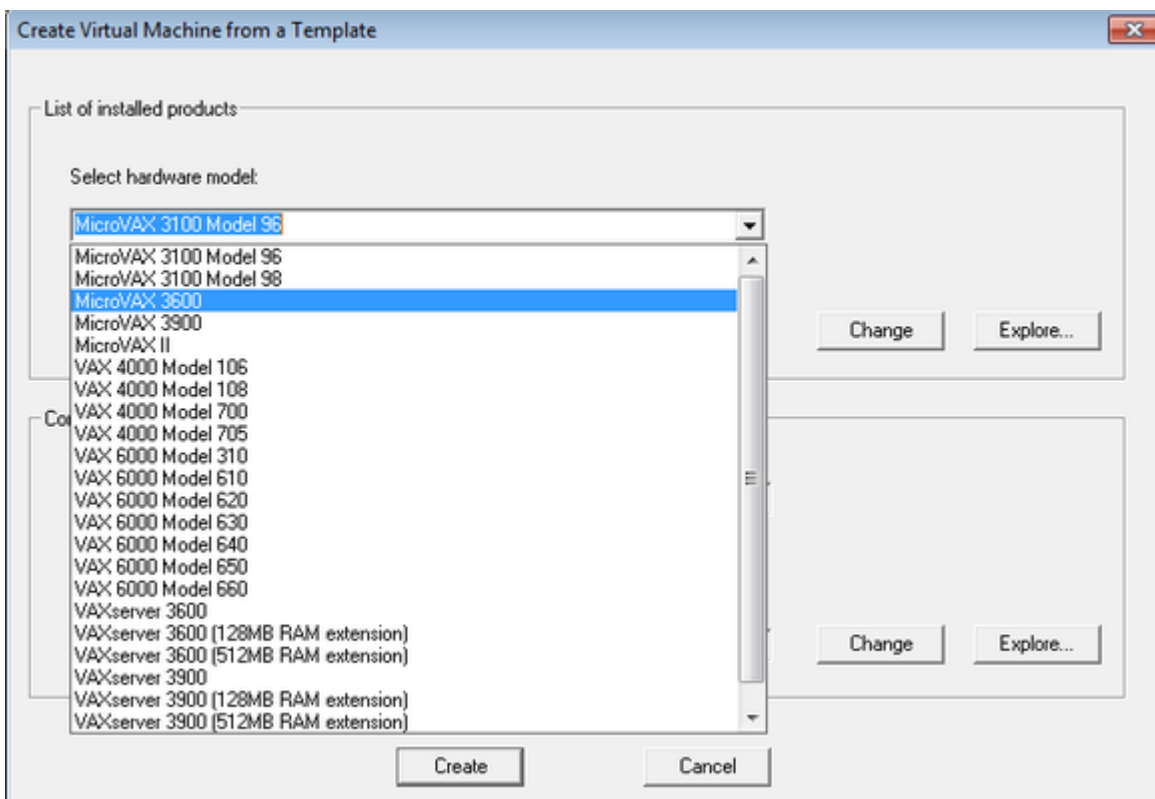 Create Virtual Machine from a Template
List of installed products
Select hardware model:
MicroVAX 3100 Model 96
MicroVAX 3100 Model 96
MicroVAX 3100 Model 98
MicroVAX 3600
MicroVAX 3900
MicroVAX II
Change Explore...
VAX 4000 Model 106
VAX 4000 Model 108
VAX 4000 Model 700
VAX 4000 Model 705
VAX 6000 Model 310
VAX 6000 Model 610
VAX 6000 Model 620
VAX 6000 Model 630
VAX 6000 Model 640
VAX 6000 Model 650
VAX 6000 Model 660
VAXserver 3600
VAXserver 3600 (128MB RAM extension)
VAXserver 3600 (512MB RAM extension)
Change Explore...
VAXserver 3900
VAXserver 3900 (128MB RAM extension)
VAXserver 3900 (512MB RAM extension)
Create Cancel